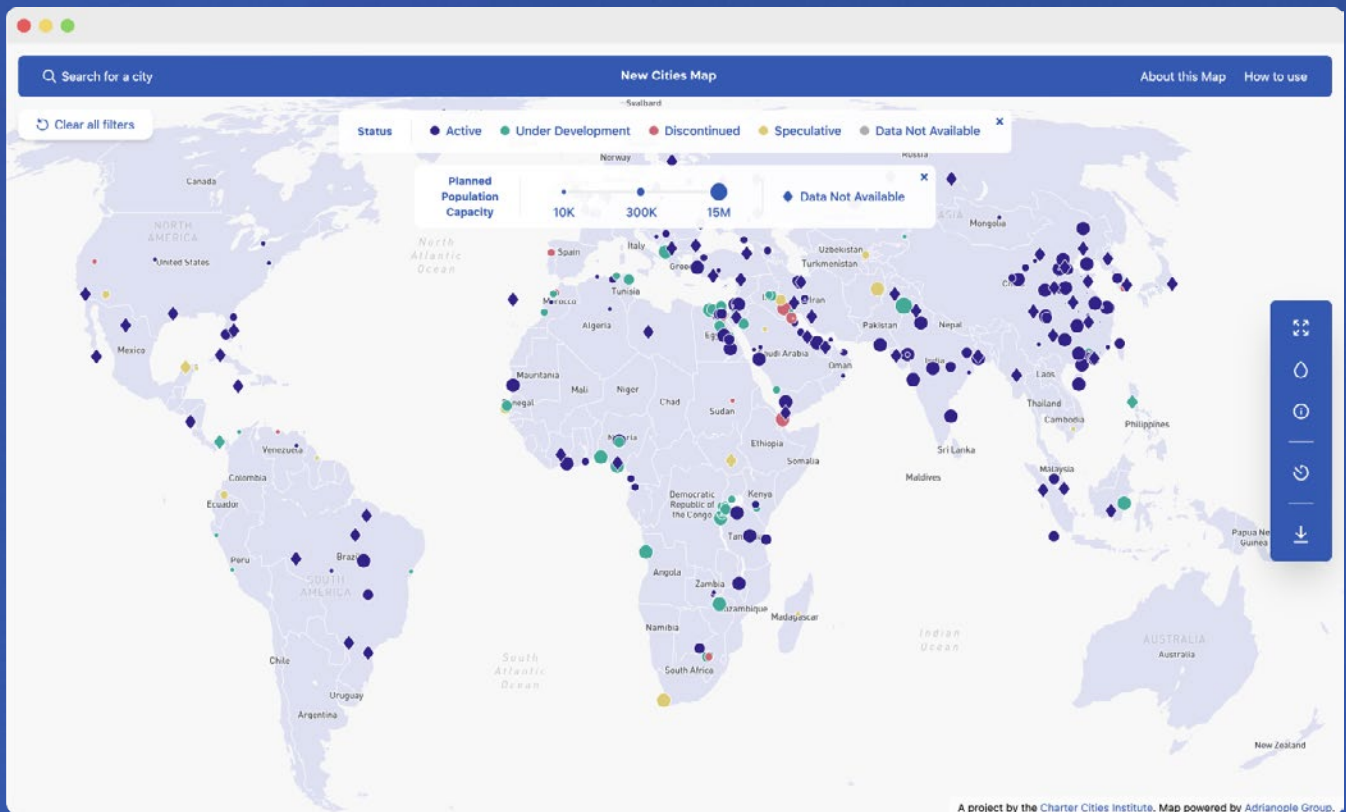 Search for a city
New Cities Map
About this Map
How to use
Clear all filters
Svalbard
Status
Active
Under Development
Discontinued
Speculative
Data Not Available
Norway
Russia
Canada
Planned
Population
Capacity
10K
300K
15M
Data Not Available
ASIA
Mongolia
NORTH
AMERICA
United States
North
Atlantic
Ocean
Spain
Italy
Uzbekistan
Turkmenistan
Morocco
Tunisia
Iran
Algeria
Pakistan
Nepal
Mexico
Saudi Arabia
Oman
India
Laos
Mauritania
Mali
Niger
Chad
Sudan
Thailand
Cambodia
Philippines
Ethiopia
Somalia
Sri Lanka
Maldives
Venezuela
Malaysia
Colombia
Ecuador
Democratic
Republic of
the Congo
Kenya
Papua Ne
Guinea
Peru
Brazil
SOUTH
AMERICA
Angola
Zambia
Madagascar
Namibia
Indian
Ocean
AUSTRALIA
Australia
Chile
South
Atlantic
Ocean
South Africa
Uruguay
Argentina
New Zealand
A project by the Charter Cities Institute. Map powered by Adrianople Group.